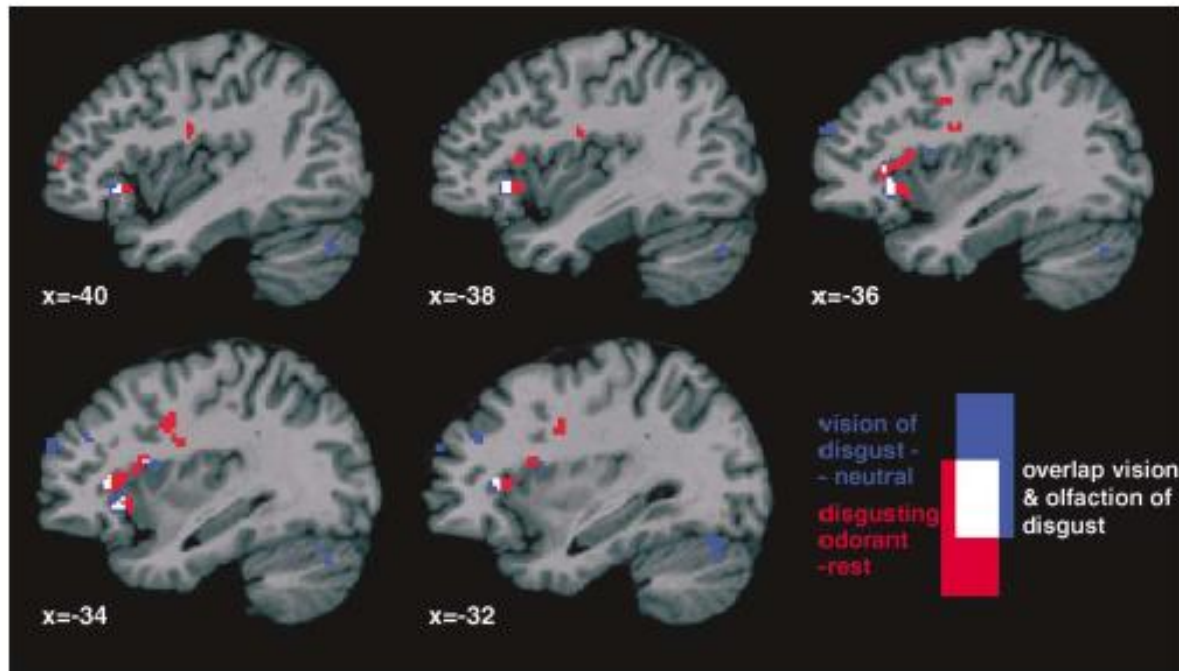 x=-40
x=-38
x=-36
x=-34
x=-32
vision of
disgust -
- neutral
disgusting
odorant
-rest
overlap vision
& olfaction of
disgust